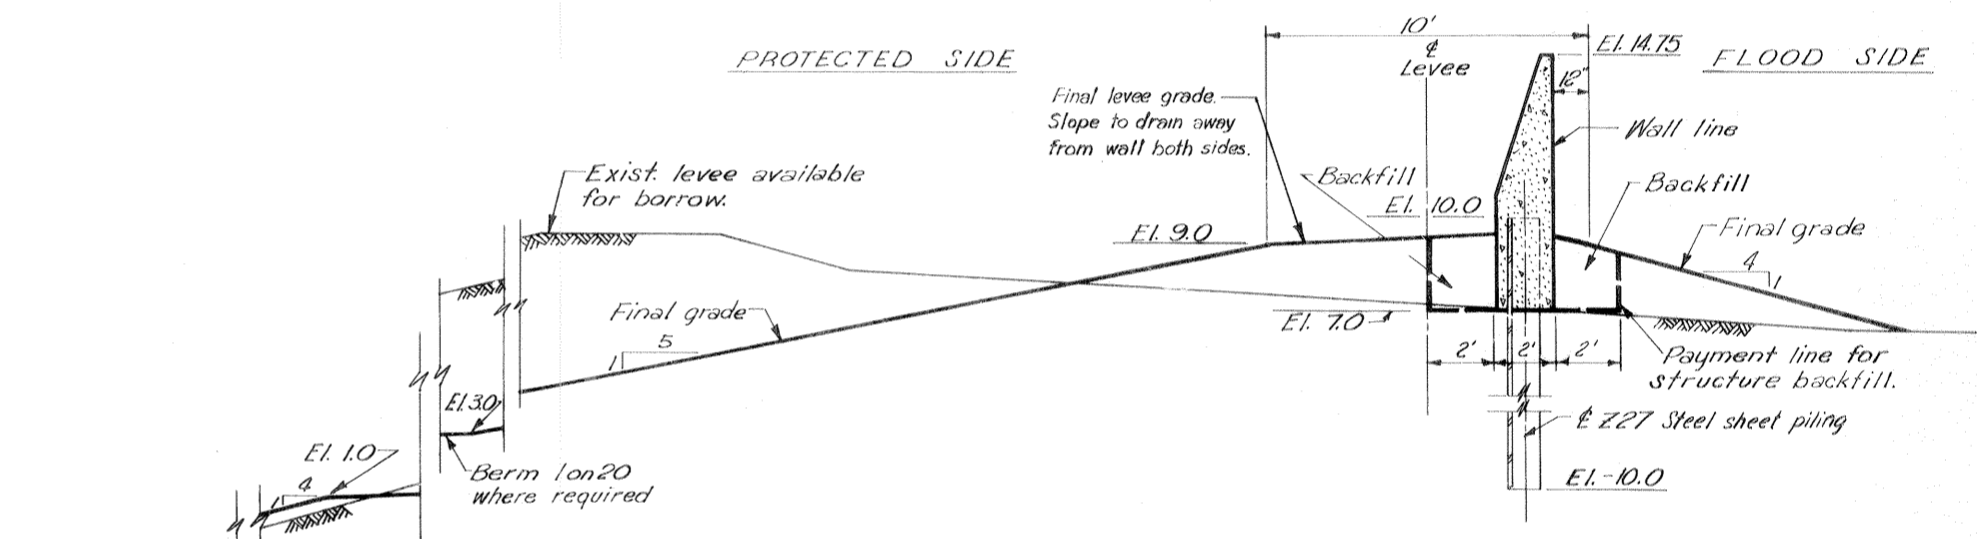 PROTECTED SIDE
10'
℄
Levee
El. 14.75
FLOOD SIDE
12"
Final levee grade.
Slope to drain away
from wall both sides.
Wall line
Exist. levee available
for borrow.
Backfill
El. 10.0
Backfill
El. 9.0
Final grade
4
1
Final grade
5
1
El. 7.0
2'
2'
2'
Payment line for
structure backfill.
El. 3.0
℄ Z27 Steel sheet piling
El. 1.0
4
1
Berm 1 on 20
where required
El. -10.0